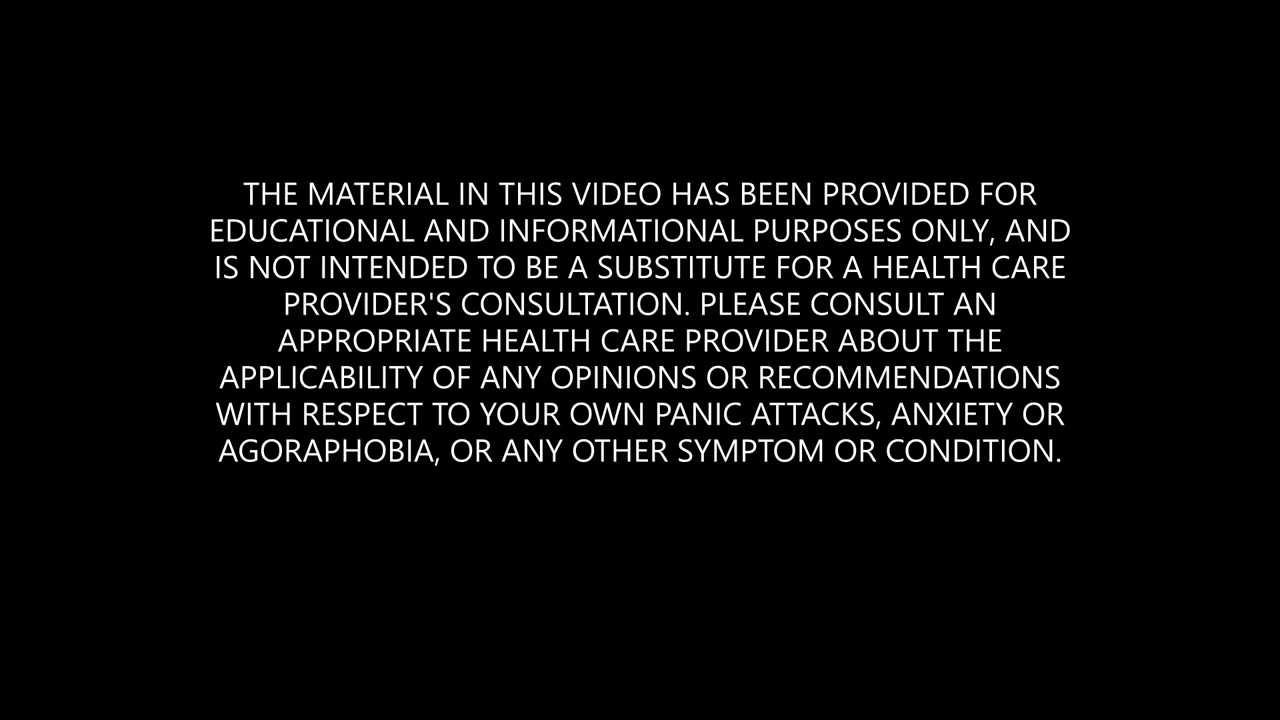 THE MATERIAL IN THIS VIDEO HAS BEEN PROVIDED FOR
EDUCATIONAL AND INFORMATIONAL PURPOSES ONLY, AND
IS NOT INTENDED TO BE A SUBSTITUTE FOR A HEALTH CARE
PROVIDER'S CONSULTATION. PLEASE CONSULT AN
APPROPRIATE HEALTH CARE PROVIDER ABOUT THE
APPLICABILITY OF ANY OPINIONS OR RECOMMENDATIONS
WITH RESPECT TO YOUR OWN PANIC ATTACKS, ANXIETY OR
AGORAPHOBIA, OR ANY OTHER SYMPTOM OR CONDITION.